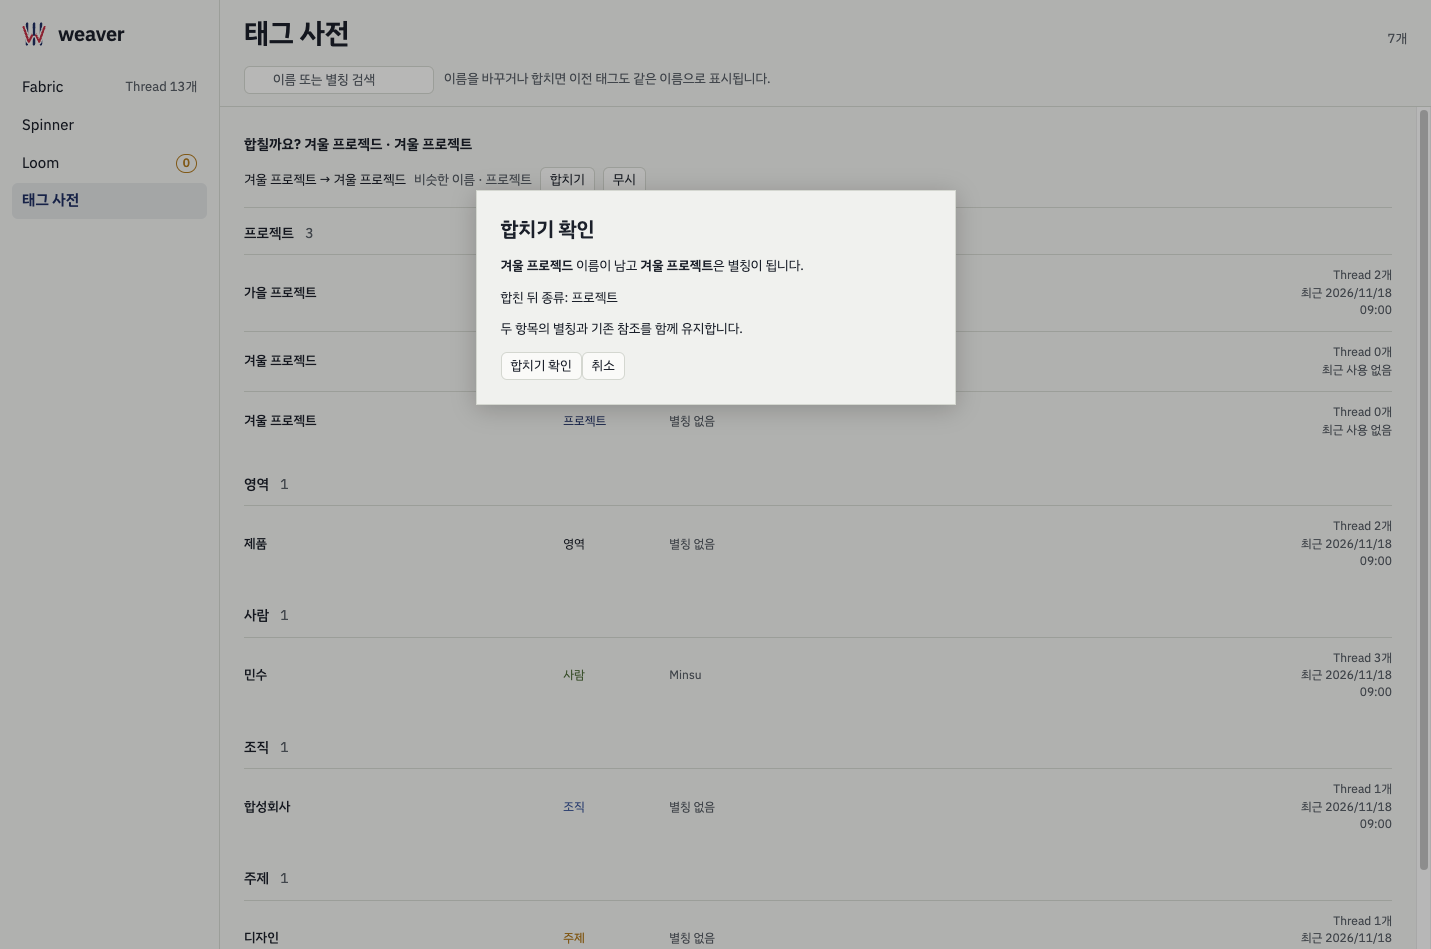 weaver
Fabric Thread 13개
Spinner
Loom 0
태그 사전
태그 사전
7개
이름 또는 별칭 검색 이름을 바꾸거나 합치면 이전 태그도 같은 이름으로 표시됩니다.
합칠까요? 겨울 프로젝드 · 겨울 프로젝트
겨울 프로젝트 → 겨울 프로젝드 비슷한 이름 · 프로젝트 합치기 무시
합치기 확인
겨울 프로젝드 이름이 남고 겨울 프로젝트은 별칭이 됩니다.
합친 뒤 종류: 프로젝트
두 항목의 별칭과 기존 참조를 함께 유지합니다.
합치기 확인 취소
프로젝트 3
가을 프로젝트
Thread 2개
최근 2026/11/18
09:00
겨울 프로젝드
Thread 0개
최근 사용 없음
겨울 프로젝트 프로젝트 별칭 없음
Thread 0개
최근 사용 없음
영역 1
제품 영역 별칭 없음
Thread 2개
최근 2026/11/18
09:00
사람 1
민수 사람 Minsu
Thread 3개
최근 2026/11/18
09:00
조직 1
합성회사 조직 별칭 없음
Thread 1개
최근 2026/11/18
09:00
주제 1
디자인 주제 별칭 없음
Thread 1개
최근 2026/11/18